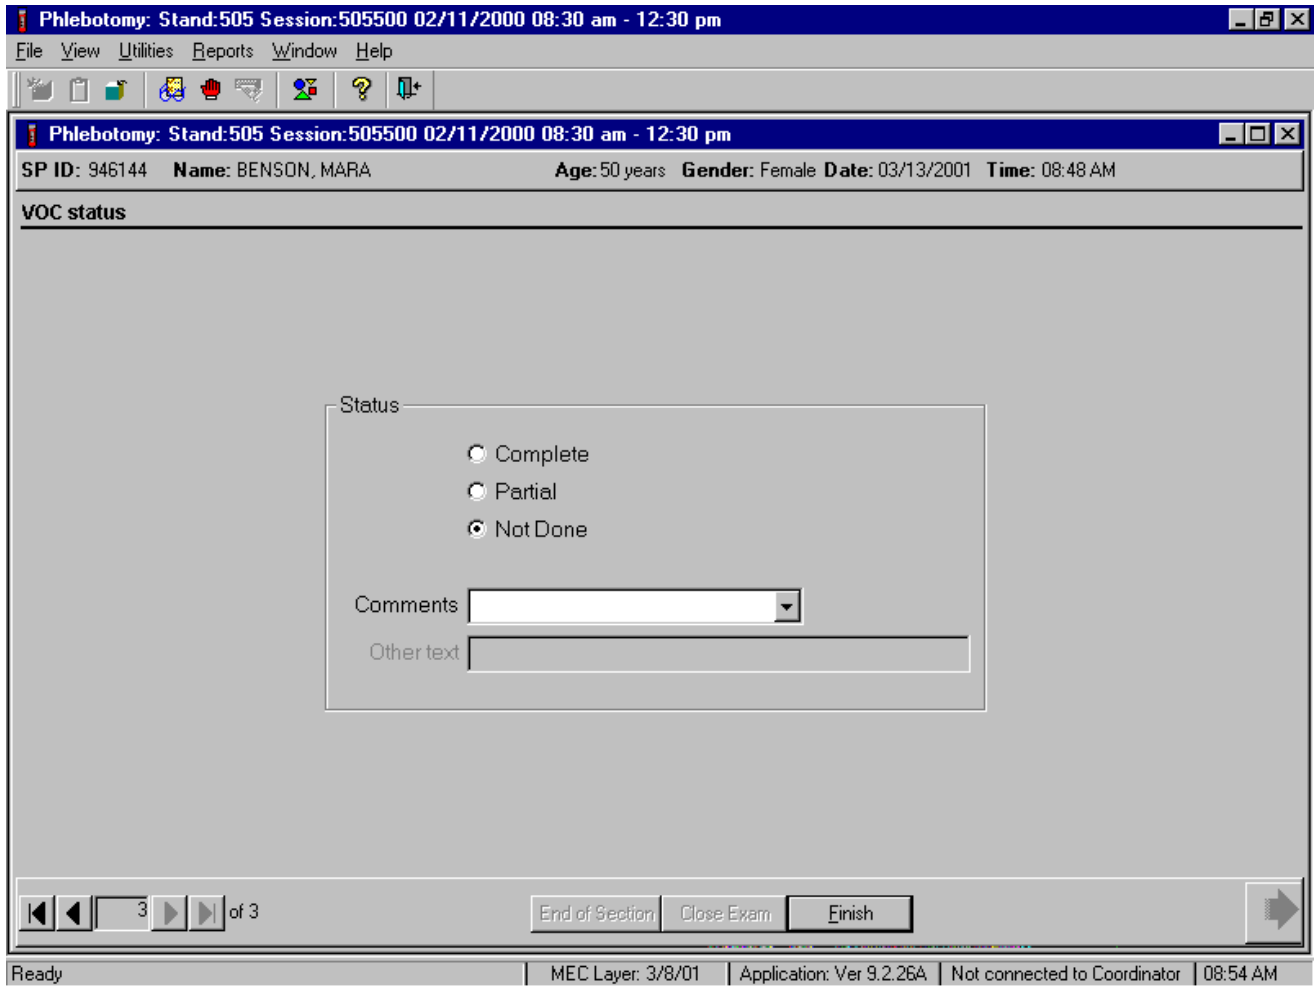 Phlebotomy: Stand:505 Session:505500 02/11/2000 08:30 am - 12:30 pm
File View Utilities Reports Window Help
Phlebotomy: Stand:505 Session:505500 02/11/2000 08:30 am - 12:30 pm
SP ID: 946144 Name: BENSON, MARA Age: 50 years Gender: Female Date: 03/13/2001 Time: 08:48 AM
VOC status
Status
Complete
Partial
Not Done
Comments
Other text
3 of 3 End of Section Close Exam Finish
Ready MEC Layer: 3/8/01 Application: Ver 9.2.26A Not connected to Coordinator 08:54 AM